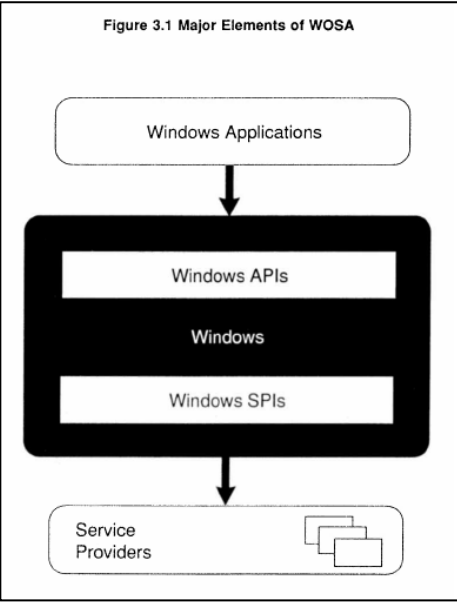 Figure 3.1 Major Elements of WOSA
Windows Applications
Windows APIs
Windows
Windows SPIs
Service
Providers